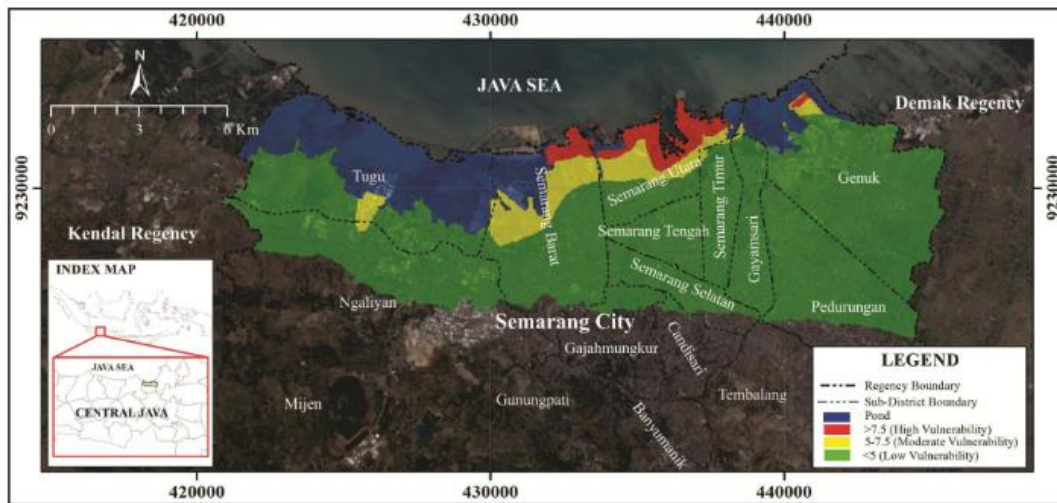 420000
430000
440000
N
0
3
6 Km
JAVA SEA
Demak Regency
9230000
9230000
Tugu
Semarang Barat
Semarang Utara
Semarang Timur
Genuk
Kendal Regency
Semarang Tengah
Gayamsari
Semarang Selatan
INDEX MAP
Ngaliyan
Pedurungan
Semarang City
Gajahmungkur
Candisari
JAVA SEA
CENTRAL JAVA
Mijen
Gunungpati
Tembalang
Banyumanik
LEGEND
Regency Boundary
Sub-District Boundary
Pond
>7.5 (High Vulnerability)
5-7.5 (Moderate Vulnerability)
<5 (Low Vulnerability)
420000
430000
440000